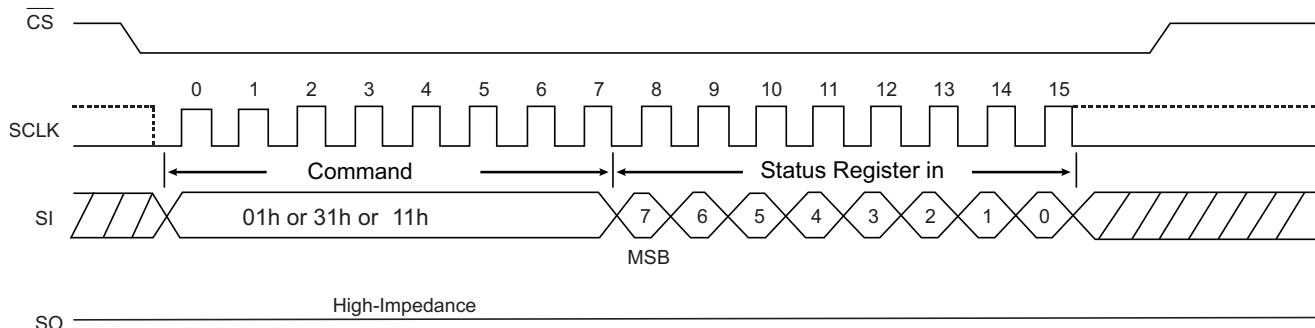 CS
0 1 2 3 4 5 6 7 8 9 10 11 12 13 14 15
SCLK
Command Status Register in
SI 01h or 31h or 11h 7 6 5 4 3 2 1 0
MSB
High-Impedance
SO